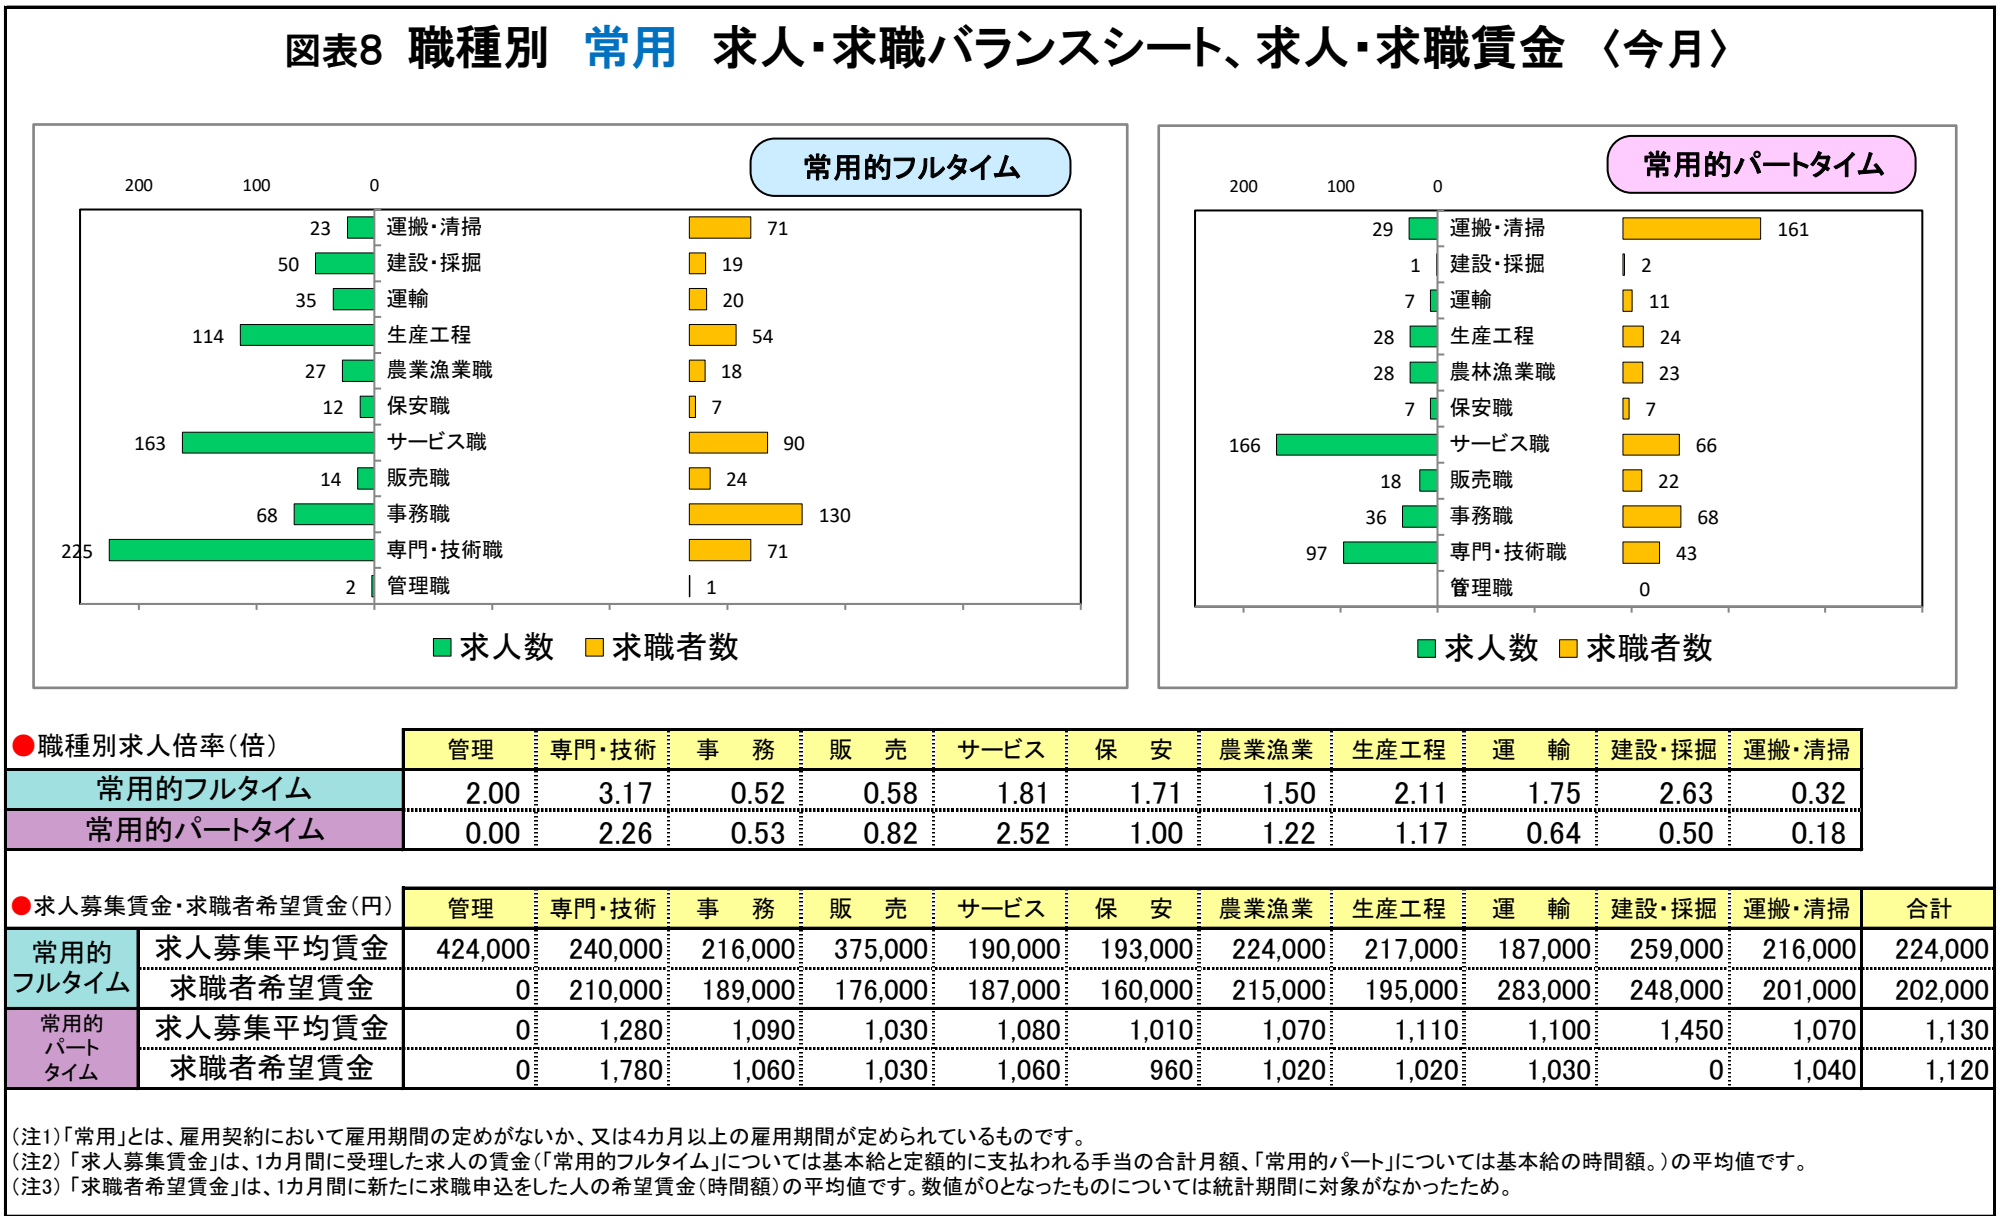 図表8 職種別 常用 求人・求職バランスシート、求人・求職賃金 〈今月〉
常用的フルタイム
200 100 0
23 運搬・清掃 71
50 建設・採掘 19
35 運輸 20
114 生産工程 54
27 農業漁業職 18
12 保安職 7
163 サービス職 90
14 販売職 24
68 事務職 130
225 専門・技術職 71
2 管理職 1
求人数 求職者数
常用的パートタイム
200 100 0
29 運搬・清掃 161
1 建設・採掘 2
7 運輸 11
28 生産工程 24
28 農林漁業職 23
7 保安職 7
166 サービス職 66
18 販売職 22
36 事務職 68
97 専門・技術職 43
管理職 0
求人数 求職者数
●職種別求人倍率(倍) 管理 専門・技術 事 務 販 売 サービス 保 安 農業漁業 生産工程 運 輸 建設・採掘 運搬・清掃
常用的フルタイム 2.00 3.17 0.52 0.58 1.81 1.71 1.50 2.11 1.75 2.63 0.32
常用的パートタイム 0.00 2.26 0.53 0.82 2.52 1.00 1.22 1.17 0.64 0.50 0.18
●求人募集賃金・求職者希望賃金(円) 管理 専門・技術 事 務 販 売 サービス 保 安 農業漁業 生産工程 運 輸 建設・採掘 運搬・清掃 合計
常用的
フルタイム
求人募集平均賃金 424,000 240,000 216,000 375,000 190,000 193,000 224,000 217,000 187,000 259,000 216,000 224,000
求職者希望賃金 0 210,000 189,000 176,000 187,000 160,000 215,000 195,000 283,000 248,000 201,000 202,000
常用的
パート
タイム
求人募集平均賃金 0 1,280 1,090 1,030 1,080 1,010 1,070 1,110 1,100 1,450 1,070 1,130
求職者希望賃金 0 1,780 1,060 1,030 1,060 960 1,020 1,020 1,030 0 1,040 1,120
(注1)「常用」とは、雇用契約において雇用期間の定めがないか、又は4カ月以上の雇用期間が定められているものです。
(注2) 「求人募集賃金」は、1カ月間に受理した求人の賃金(「常用的フルタイム」については基本給と定額的に支払われる手当の合計月額、「常用的パート」については基本給の時間額。)の平均値です。
(注3) 「求職者希望賃金」は、1カ月間に新たに求職申込をした人の希望賃金(時間額)の平均値です。数値が0となったものについては統計期間に対象がなかったため。